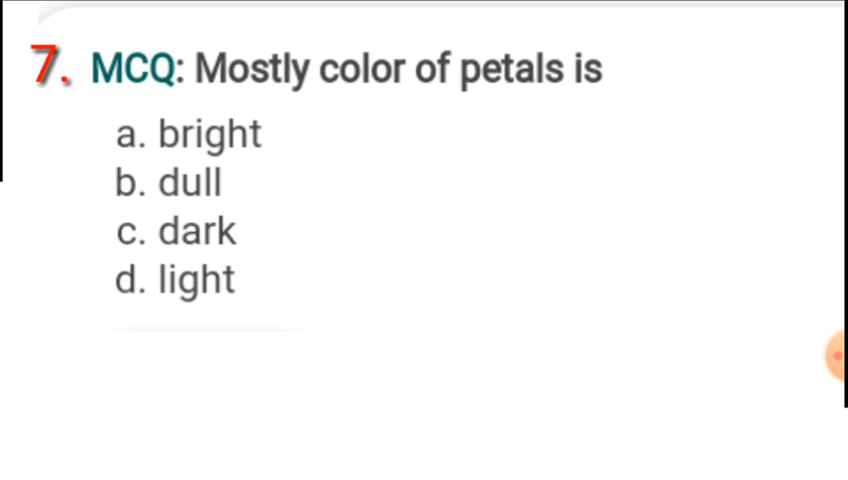 7. MCQ: Mostly color of petals is
a. bright
b. dull
c. dark
d. light